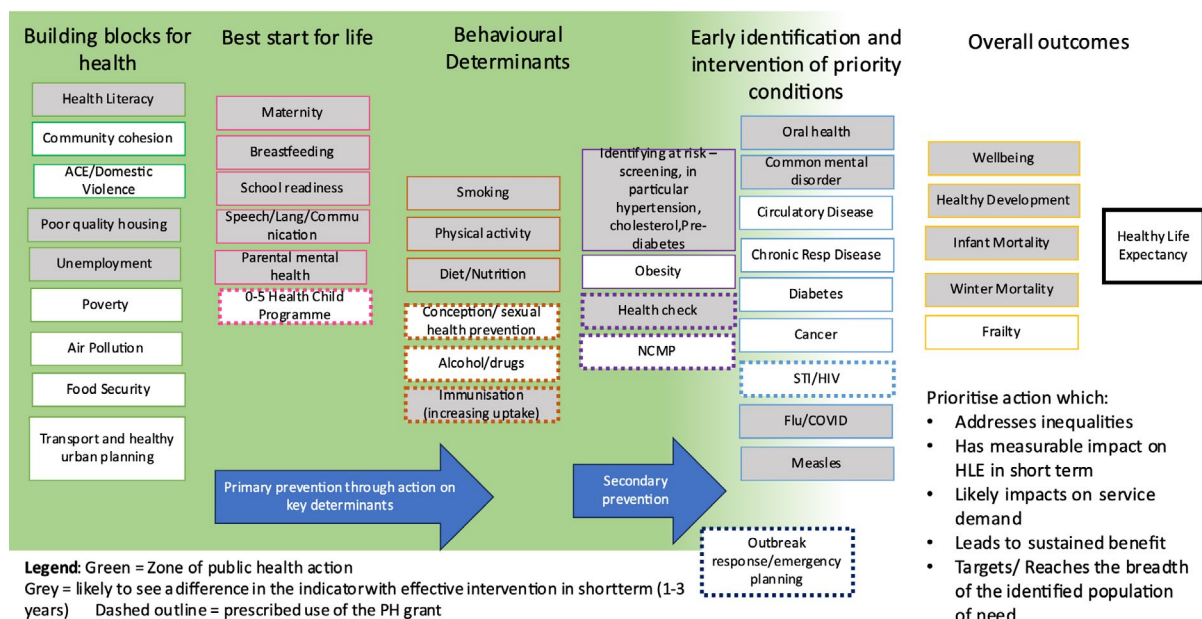 Building blocks for
health
Health Literacy
Community cohesion
ACE/Domestic
Violence
Poor quality housing
Unemployment
Poverty
Air Pollution
Food Security
Transport and healthy
urban planning
Best start for life
Maternity
Breastfeeding
School readiness
Speech/Lang/Commu
nication
Parental mental
health
0-5 Health Child
Programme
Behavioural
Determinants
Smoking
Physical activity
Diet/Nutrition
Conception/ sexual
health prevention
Alcohol/drugs
Immunisation
(increasing uptake)
Early identification and
intervention of priority
conditions
Identifying at risk –
screening, in
particular
hypertension,
cholesterol,Pre-
diabetes
Obesity
Health check
NCMP
Oral health
Common mental
disorder
Circulatory Disease
Chronic Resp Disease
Diabetes
Cancer
STI/HIV
Flu/COVID
Measles
Overall outcomes
Wellbeing
Healthy Development
Infant Mortality
Winter Mortality
Frailty
Healthy Life
Expectancy
Primary prevention through action on
key determinants
Secondary
prevention
Outbreak
response/emergency
planning
Prioritise action which:
• Addresses inequalities
• Has measurable impact on
HLE in short term
• Likely impacts on service
demand
• Leads to sustained benefit
• Targets/ Reaches the breadth
of the identified population
of need
Legend: Green = Zone of public health action
Grey = likely to see a difference in the indicator with effective intervention in shortterm (1-3
years) Dashed outline = prescribed use of the PH grant